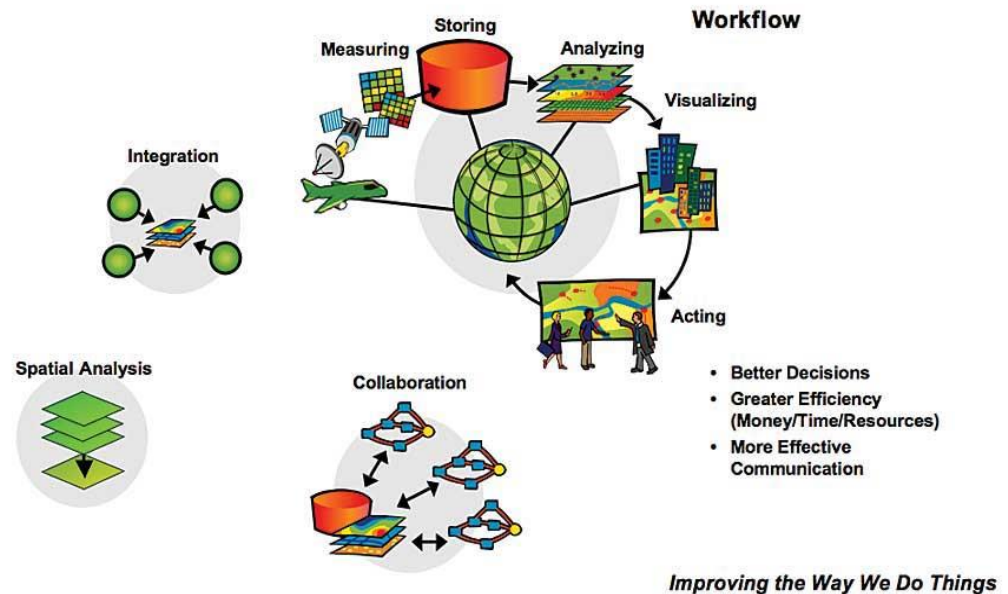 Workflow
Storing
Measuring
Analyzing
Visualizing
Integration
Acting
Spatial Analysis
Collaboration
• Better Decisions
• Greater Efficiency
(Money/Time/Resources)
• More Effective
Communication
Improving the Way We Do Things